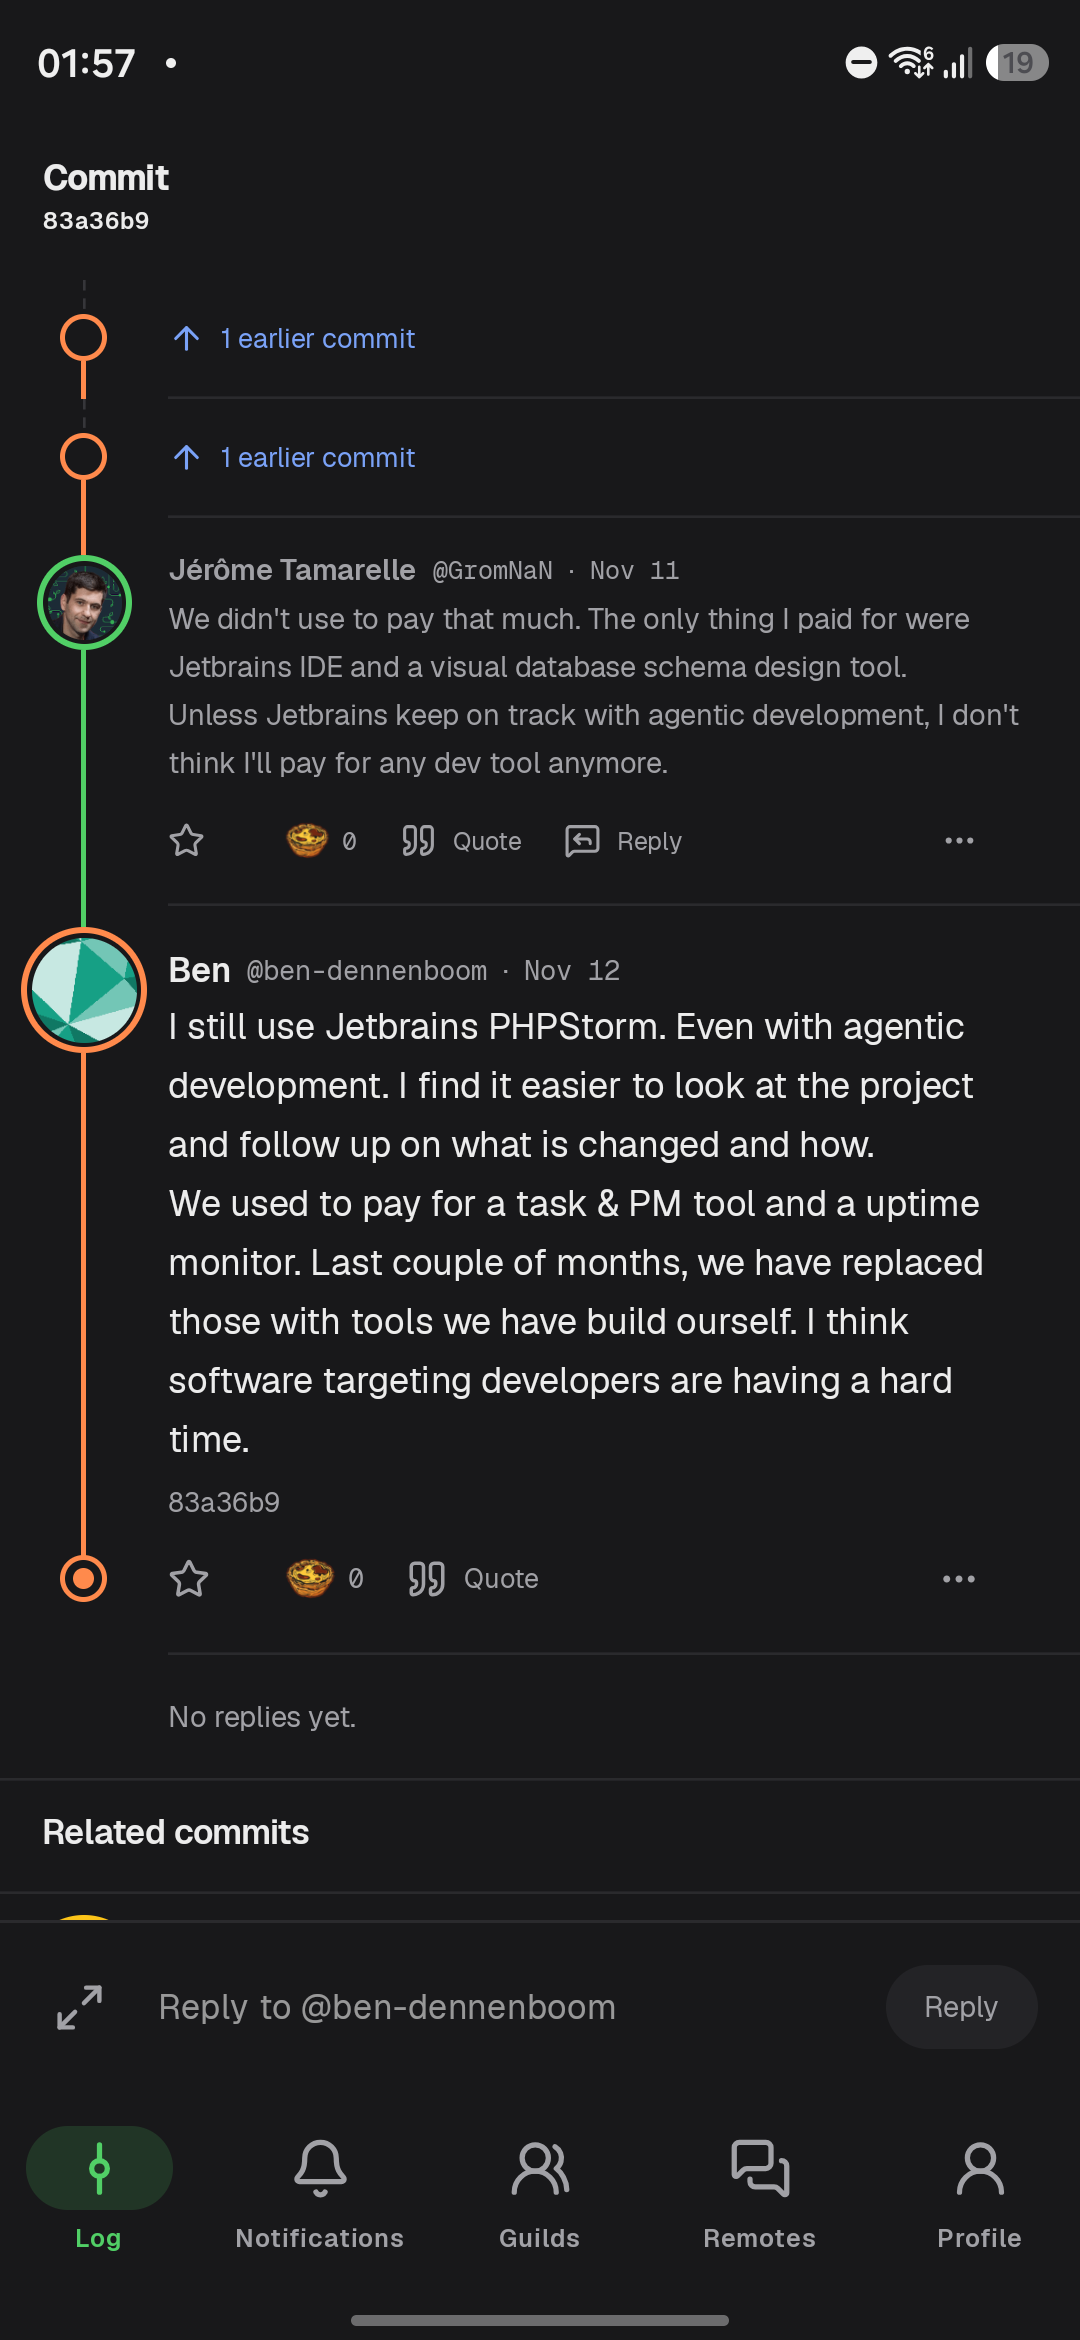 01:57
6
19
Commit
83a36b9
1 earlier commit
1 earlier commit
Jérôme Tamarelle @GromNaN · Nov 11
We didn't use to pay that much. The only thing I paid for were
Jetbrains IDE and a visual database schema design tool.
Unless Jetbrains keep on track with agentic development, I don't
think I'll pay for any dev tool anymore.
0 Quote Reply
Ben @ben-dennenboom · Nov 12
I still use Jetbrains PHPStorm. Even with agentic
development. I find it easier to look at the project
and follow up on what is changed and how.
We used to pay for a task & PM tool and a uptime
monitor. Last couple of months, we have replaced
those with tools we have build ourself. I think
software targeting developers are having a hard
time.
83a36b9
0 Quote
No replies yet.
Related commits
Reply to @ben-dennenboom
Reply
Log Notifications Guilds Remotes Profile